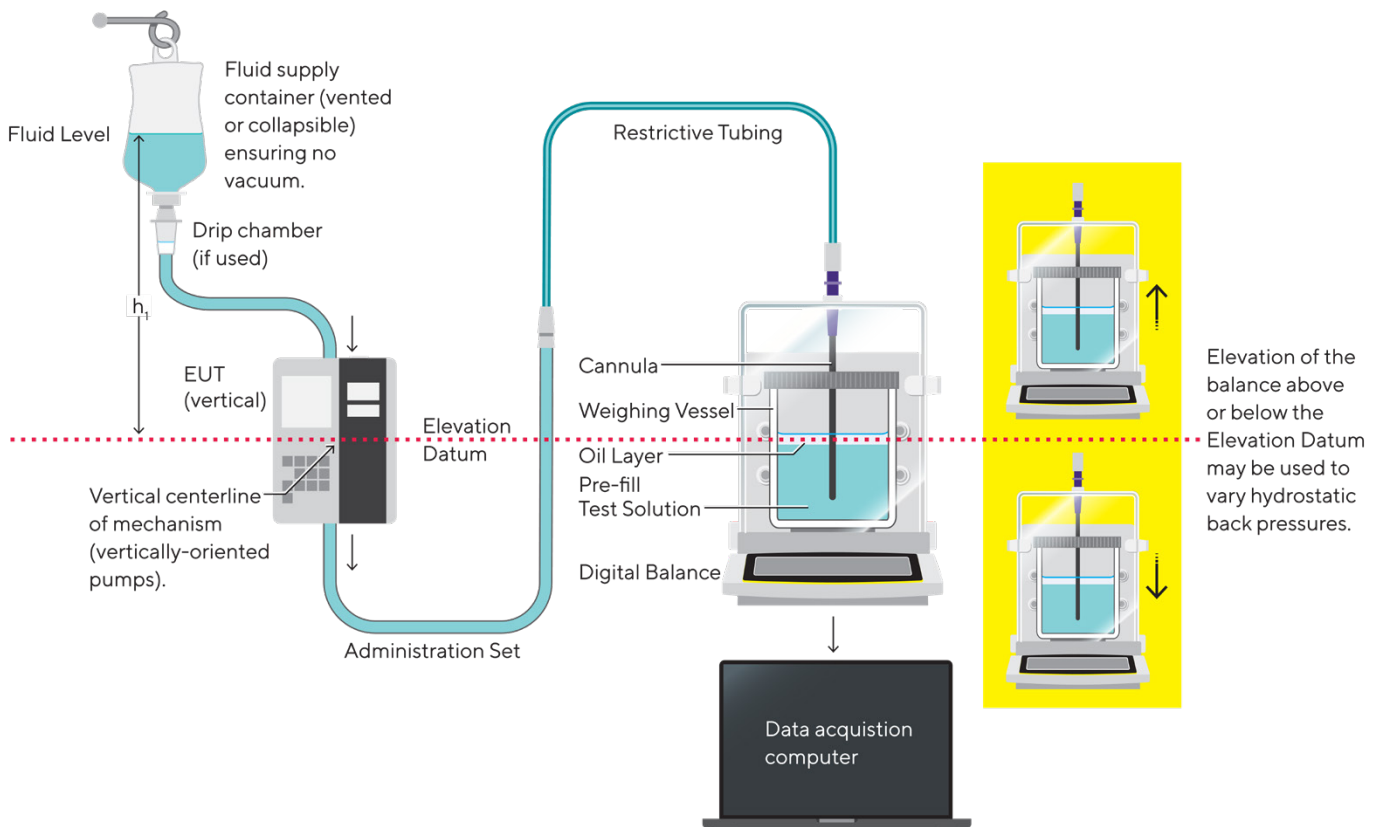 Fluid Level
Fluid supply
container (vented
or collapsible)
ensuring no
vacuum.
Drip chamber
(if used)
h₁
EUT
(vertical)
Vertical centerline
of mechanism
(vertically-oriented
pumps).
Elevation
Datum
Administration Set
Restrictive Tubing
Cannula
Weighing Vessel
Oil Layer
Pre-fill
Test Solution
Digital Balance
Data acquistion
computer
Elevation of the
balance above
or below the
Elevation Datum
may be used to
vary hydrostatic
back pressures.